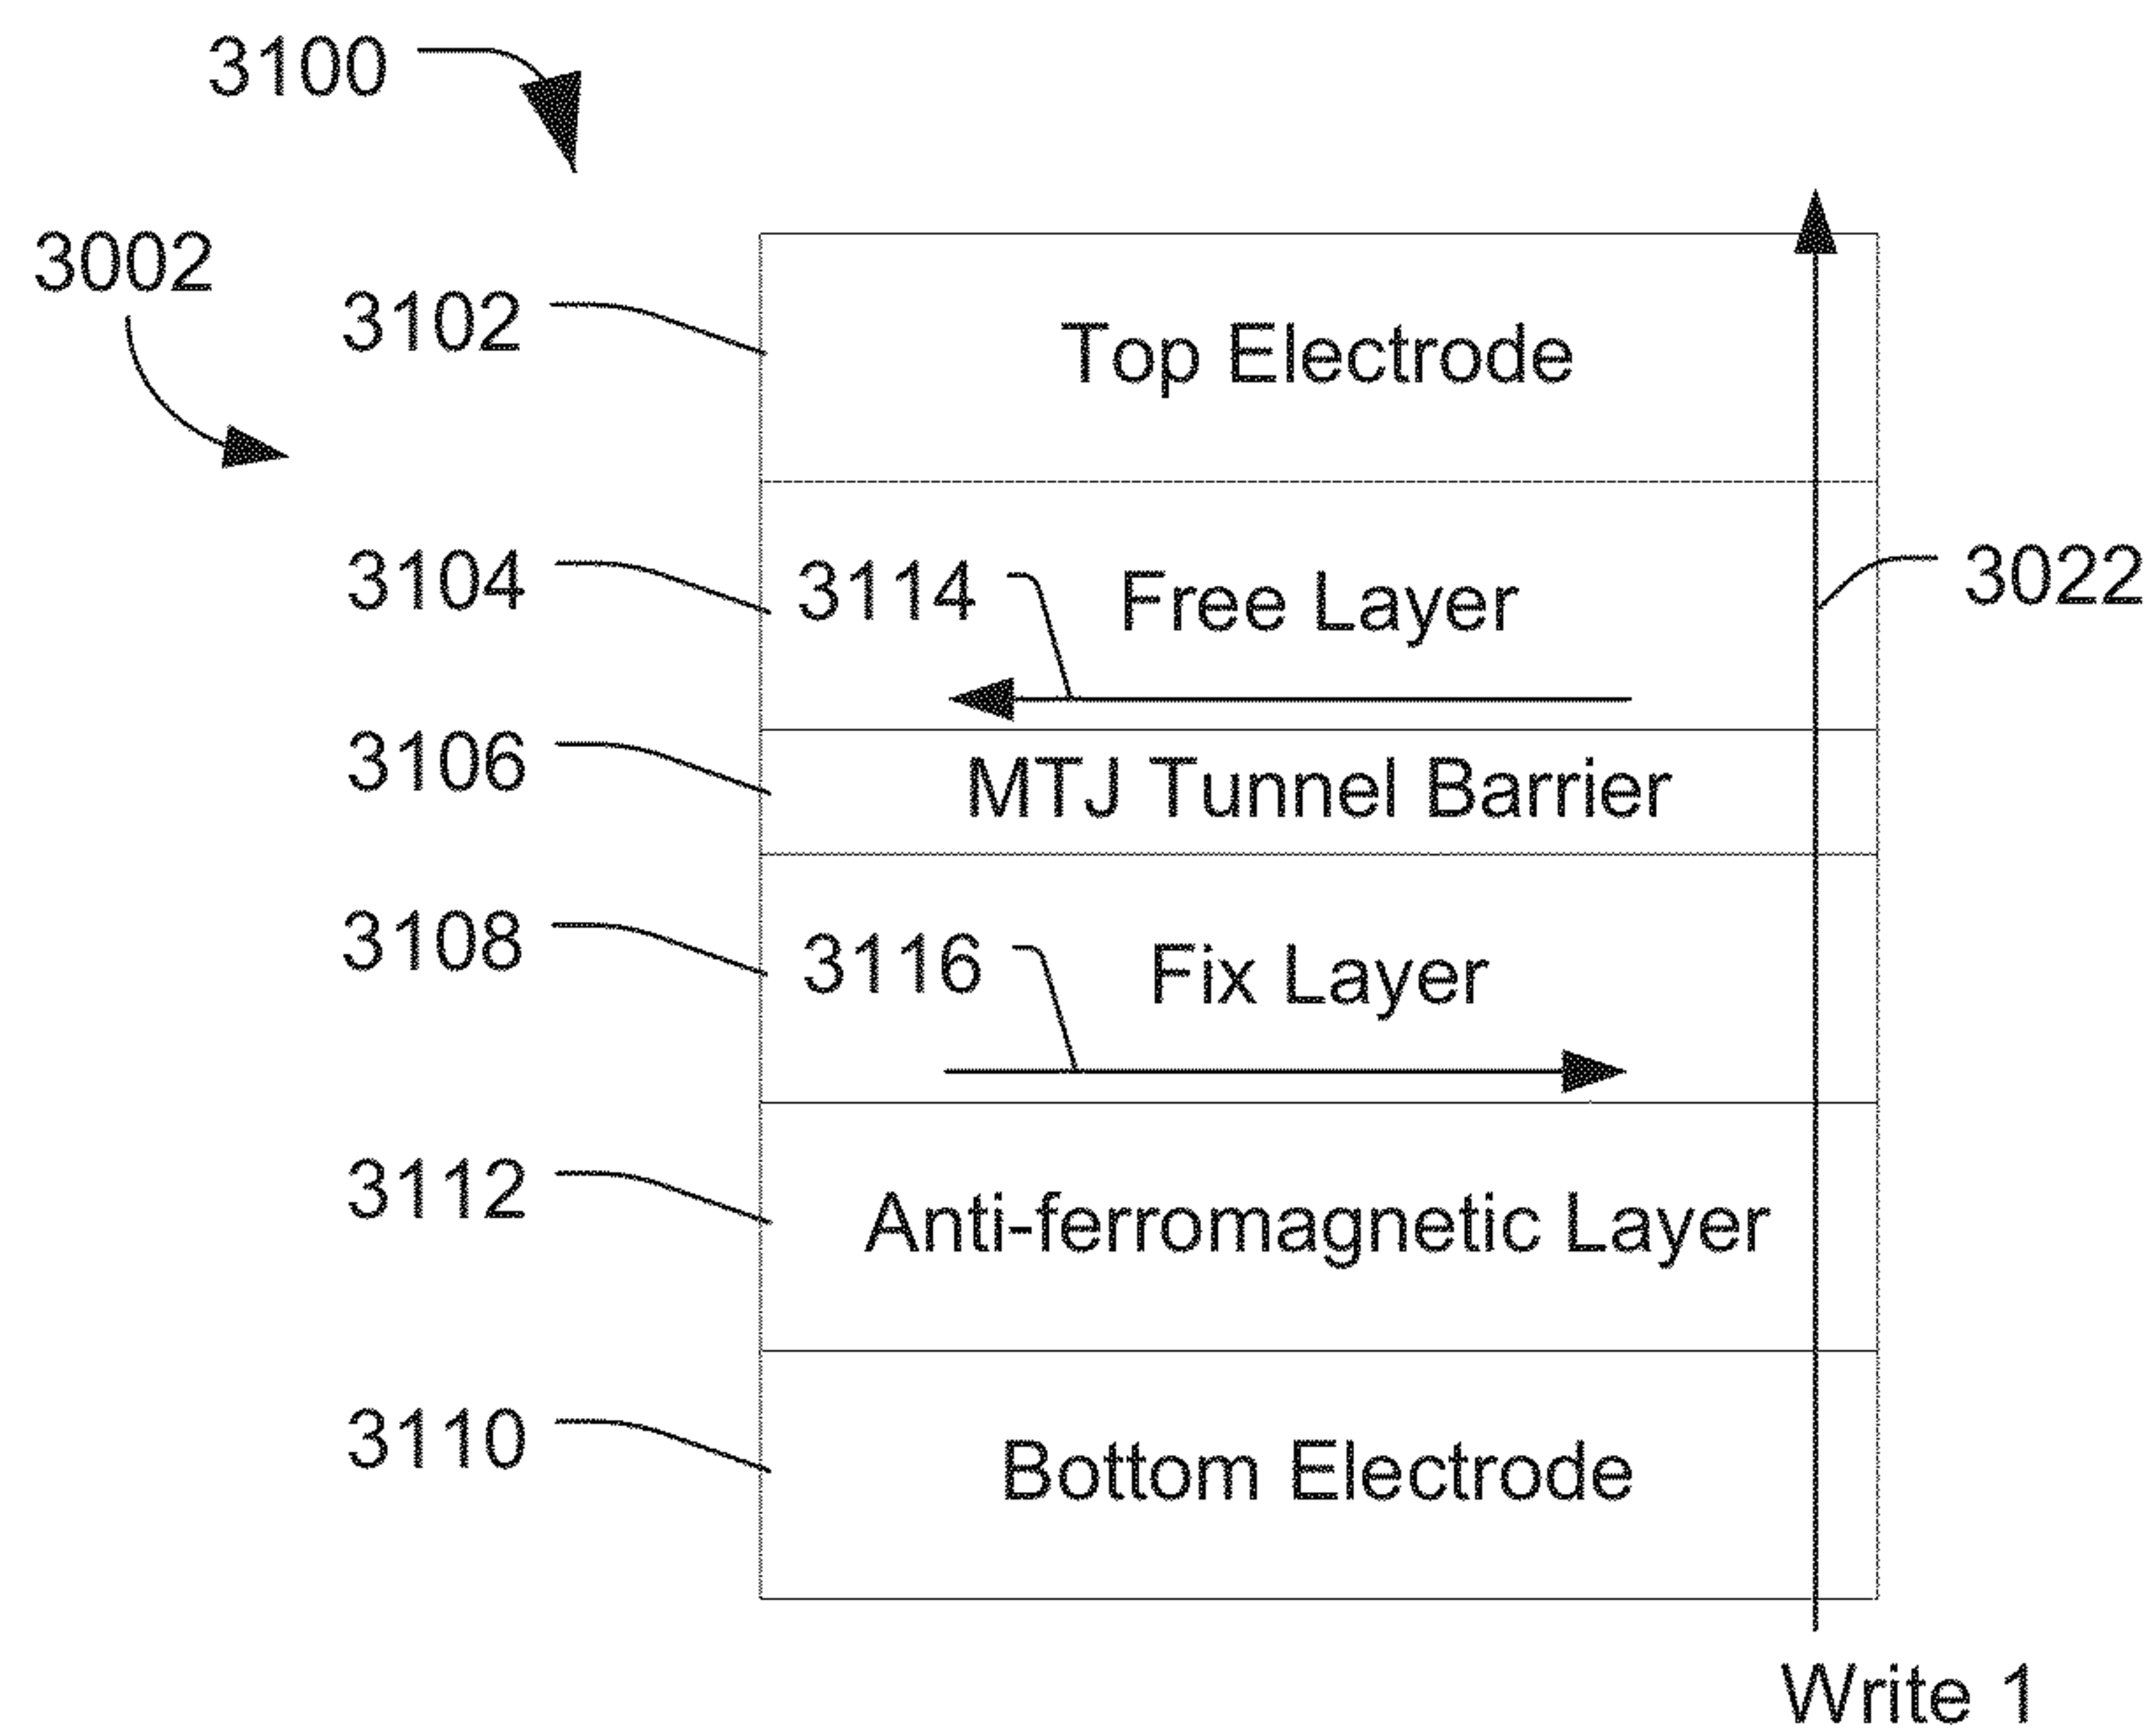 3100
3002
3102
Top Electrode
3104
3114
Free Layer
3022
3106
MTJ Tunnel Barrier
3108
3116
Fix Layer
3112
Anti-ferromagnetic Layer
3110
Bottom Electrode
Write 1